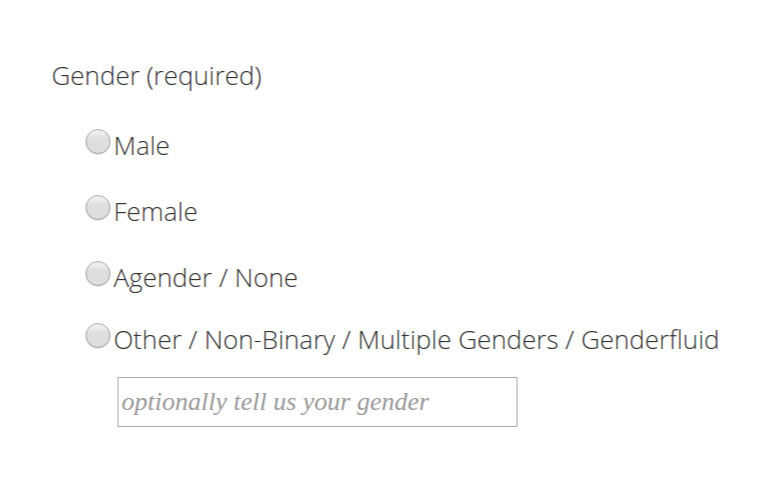 Gender (required)
Male
Female
Agender / None
Other / Non-Binary / Multiple Genders / Genderfluid
optionally tell us your gender